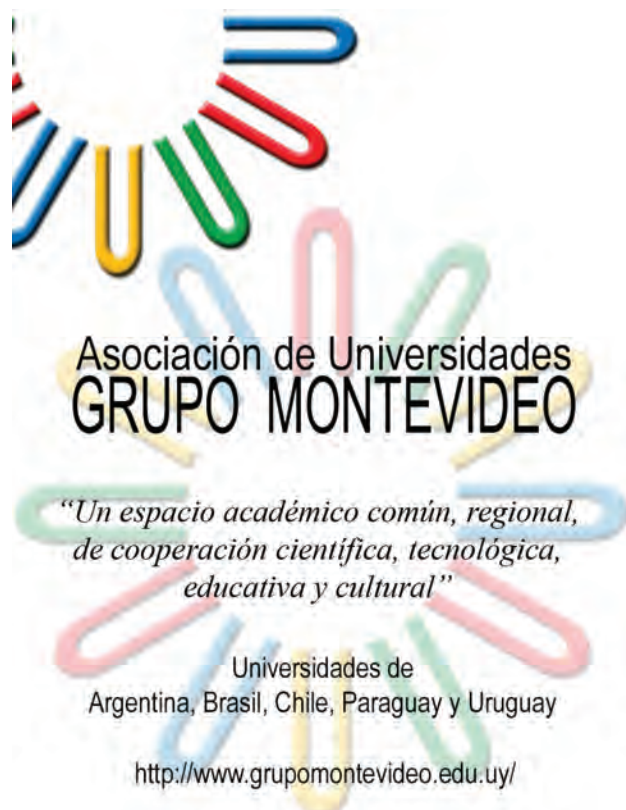 Asociación de Universidades
GRUPO MONTEVIDEO
“Un espacio académico común, regional,
de cooperación científica, tecnológica,
educativa y cultural”
Universidades de
Argentina, Brasil, Chile, Paraguay y Uruguay
http://www.grupomontevideo.edu.uy/